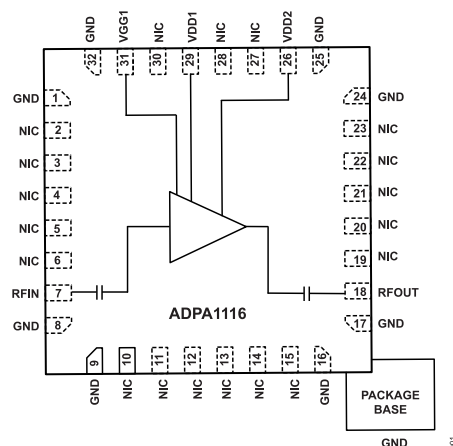 GND VGG1 NIC VDD1 NIC NIC VDD2 GND
32 31 30 29 28 27 26 25
GND 1
NIC 2
NIC 3
NIC 4
NIC 5
NIC 6
RFIN 7
GND 8
24 GND
23 NIC
22 NIC
21 NIC
20 NIC
19 NIC
18 RFOUT
17 GND
ADPA1116
9 10 11 12 13 14 15 16
GND NIC NIC NIC NIC NIC NIC GND
PACKAGE
BASE
GND